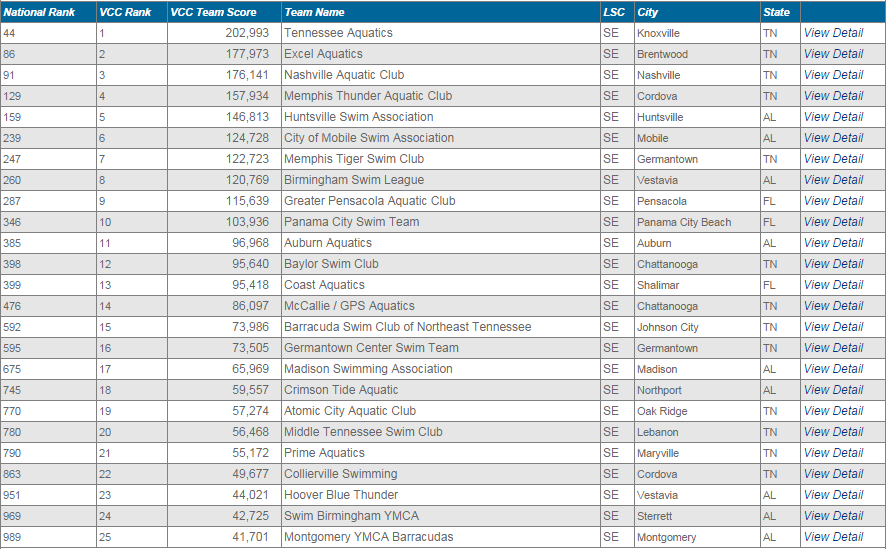 National Rank VCC Rank VCC Team Score Team Name LSC City State
44 1 202,993 Tennessee Aquatics SE Knoxville TN View Detail
86 2 177,973 Excel Aquatics SE Brentwood TN View Detail
91 3 176,141 Nashville Aquatic Club SE Nashville TN View Detail
129 4 157,934 Memphis Thunder Aquatic Club SE Cordova TN View Detail
159 5 146,813 Huntsville Swim Association SE Huntsville AL View Detail
239 6 124,728 City of Mobile Swim Association SE Mobile AL View Detail
247 7 122,723 Memphis Tiger Swim Club SE Germantown TN View Detail
260 8 120,769 Birmingham Swim League SE Vestavia AL View Detail
287 9 115,639 Greater Pensacola Aquatic Club SE Pensacola FL View Detail
346 10 103,936 Panama City Swim Team SE Panama City Beach FL View Detail
385 11 96,968 Auburn Aquatics SE Auburn AL View Detail
398 12 95,640 Baylor Swim Club SE Chattanooga TN View Detail
399 13 95,418 Coast Aquatics SE Shalimar FL View Detail
476 14 86,097 McCallie / GPS Aquatics SE Chattanooga TN View Detail
592 15 73,986 Barracuda Swim Club of Northeast Tennessee SE Johnson City TN View Detail
595 16 73,505 Germantown Center Swim Team SE Germantown TN View Detail
675 17 65,969 Madison Swimming Association SE Madison AL View Detail
745 18 59,557 Crimson Tide Aquatic SE Northport AL View Detail
770 19 57,274 Atomic City Aquatic Club SE Oak Ridge TN View Detail
780 20 56,468 Middle Tennessee Swim Club SE Lebanon TN View Detail
790 21 55,172 Prime Aquatics SE Maryville TN View Detail
863 22 49,677 Collierville Swimming SE Cordova TN View Detail
951 23 44,021 Hoover Blue Thunder SE Vestavia AL View Detail
969 24 42,725 Swim Birmingham YMCA SE Sterrett AL View Detail
989 25 41,701 Montgomery YMCA Barracudas SE Montgomery AL View Detail